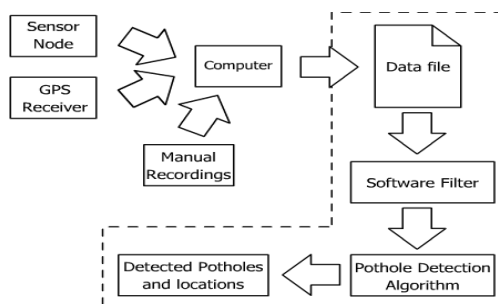 Sensor
Node
GPS
Receiver
Computer
Data file
Manual
Recordings
Software Filter
Pothole Detection
Algorithm
Detected Potholes
and locations